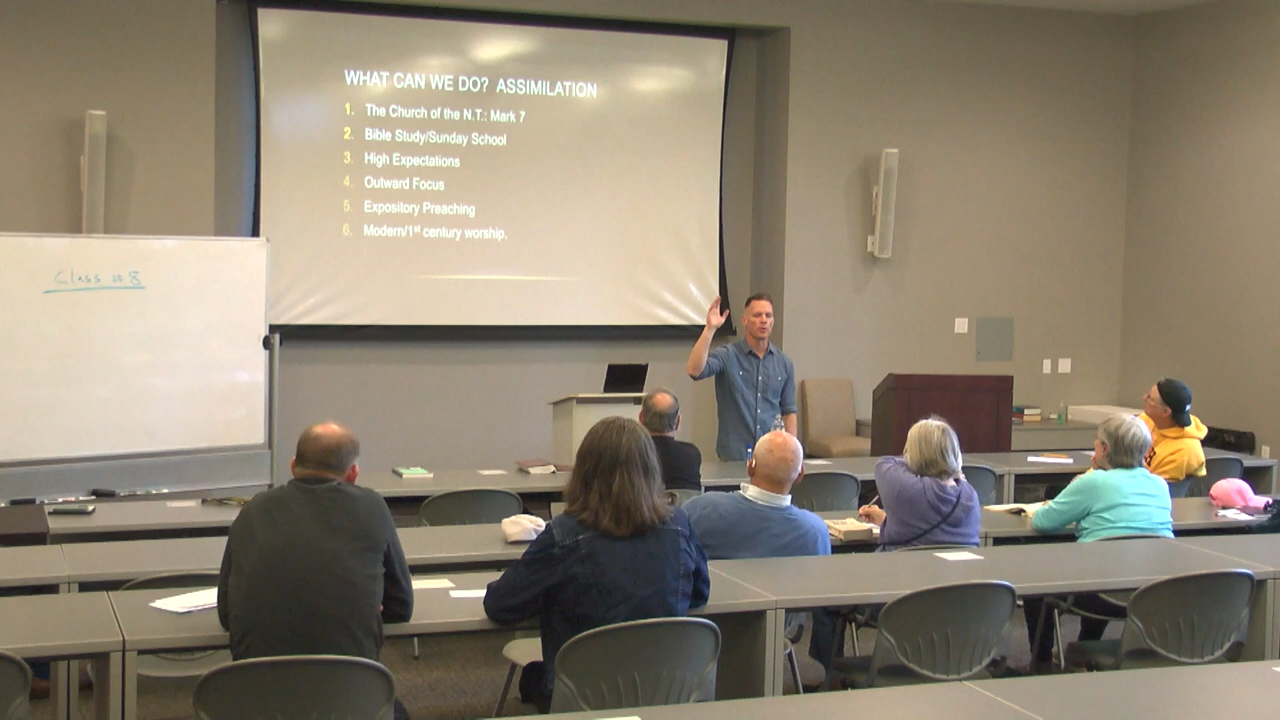 WHAT CAN WE DO? ASSIMILATION
1. The Church of the N.T.: Mark 7
2. Bible Study/Sunday School
3. High Expectations
4. Outward Focus
5. Expository Preaching
6. Modern/1st century worship.
Class # 8